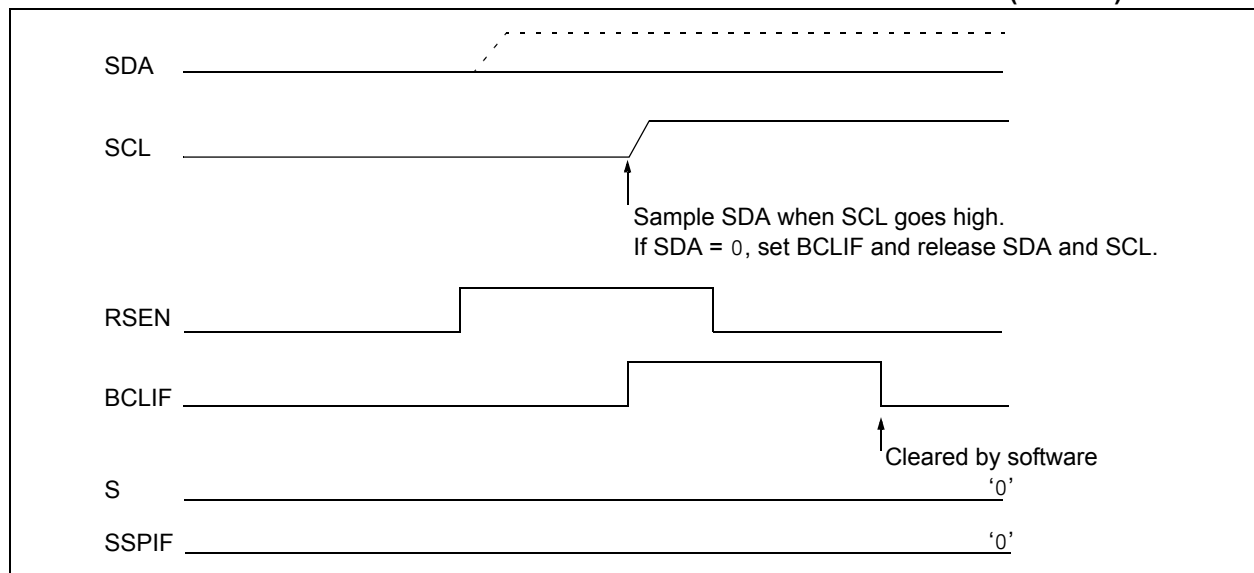 SDA
SCL
Sample SDA when SCL goes high.
If SDA = 0, set BCLIF and release SDA and SCL.
RSEN
BCLIF
Cleared by software
S
‘0’
SSPIF
‘0’